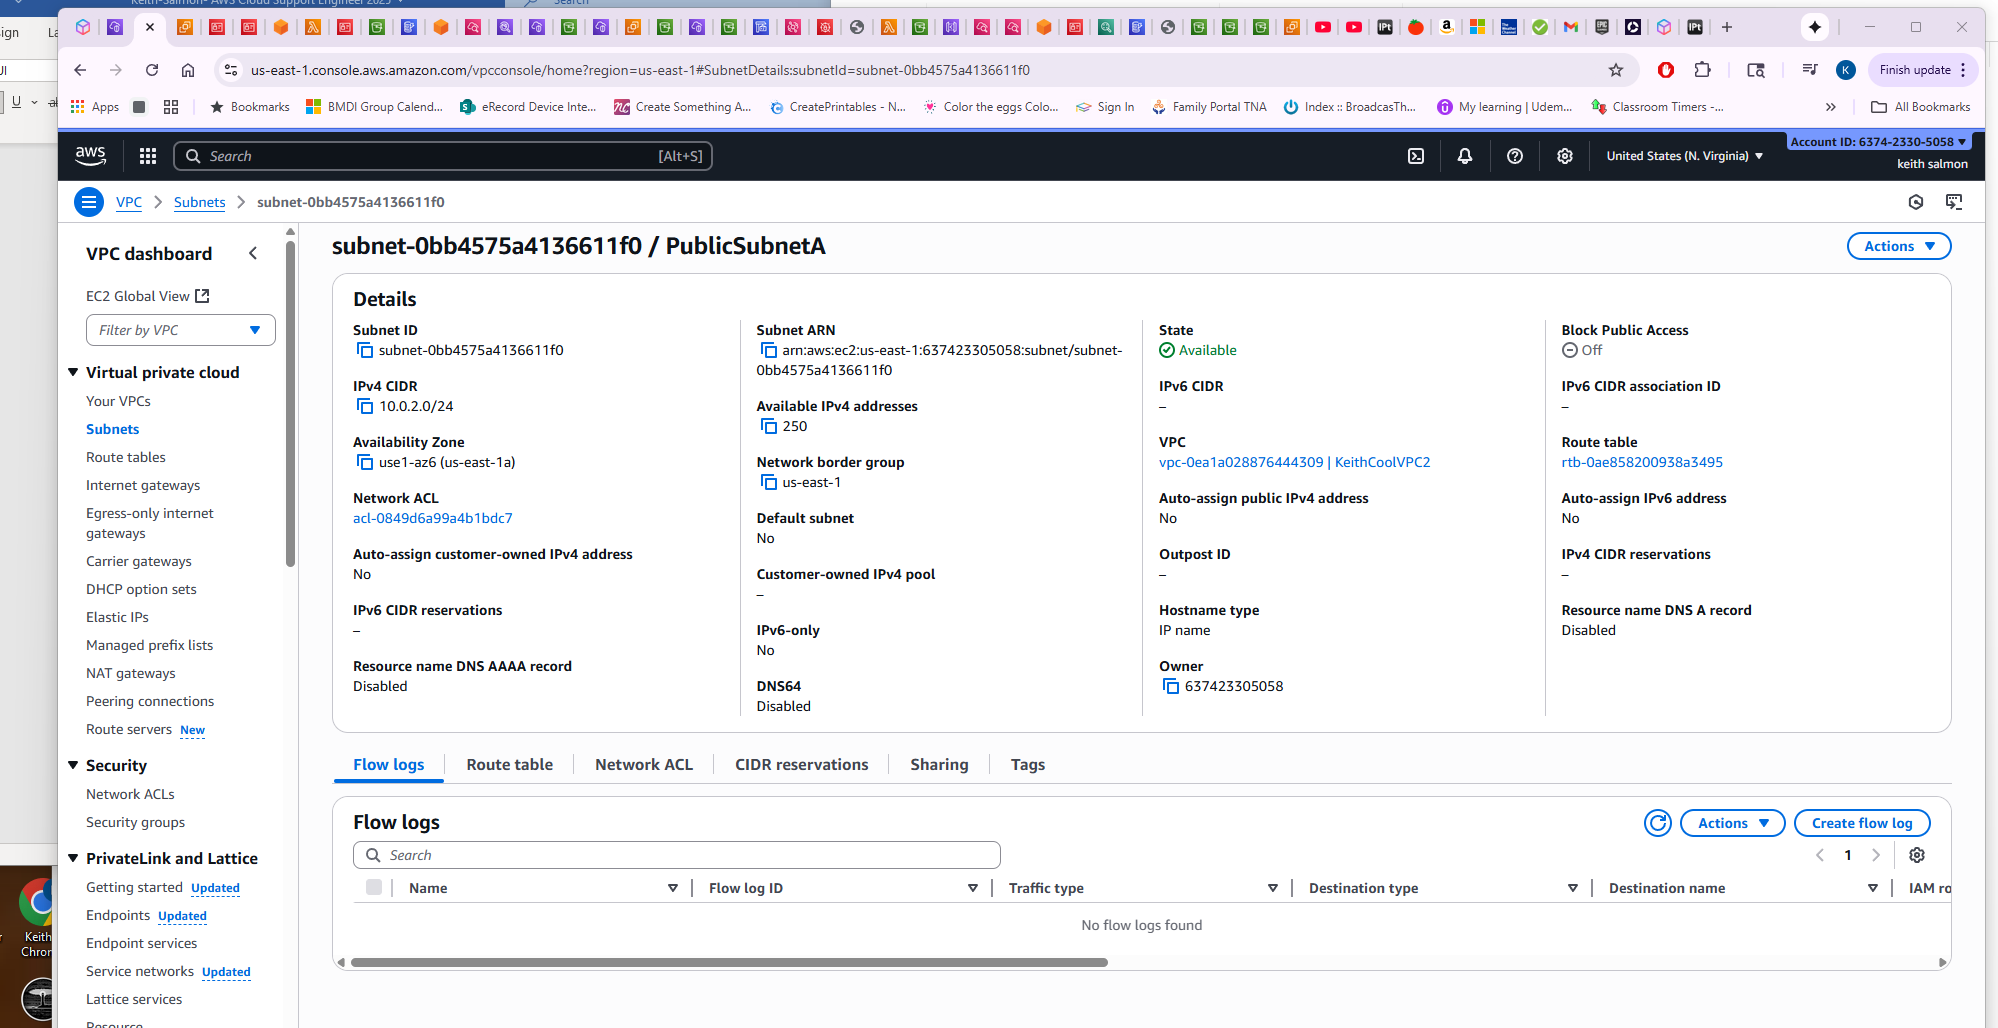 Keith-Salmon- AWS Cloud Support Engineer 2025
Search
us-east-1.console.aws.amazon.com/vpcconsole/home?region=us-east-1#SubnetDetails:subnetId=subnet-0bb4575a4136611f0
K
Finish update
Apps
Bookmarks
BMDI Group Calend...
eRecord Device Inte...
Create Something A...
CreatePrintables - N...
Color the eggs Colo...
Sign In
Family Portal TNA
Index :: BroadcasTh...
My learning | Udem...
Classroom Timers -...
»
All Bookmarks
aws
Search
[Alt+S]
United States (N. Virginia)
Account ID: 6374-2330-5058
keith salmon
VPC
Subnets
subnet-0bb4575a4136611f0
VPC dashboard
EC2 Global View
Filter by VPC
Virtual private cloud
Your VPCs
Subnets
Route tables
Internet gateways
Egress-only internet
gateways
Carrier gateways
DHCP option sets
Elastic IPs
Managed prefix lists
NAT gateways
Peering connections
Route servers New
Security
Network ACLs
Security groups
PrivateLink and Lattice
Getting started Updated
Endpoints Updated
Endpoint services
Service networks Updated
Lattice services
Resource
subnet-0bb4575a4136611f0 / PublicSubnetA
Actions
Details
Subnet ID
subnet-0bb4575a4136611f0
IPv4 CIDR
10.0.2.0/24
Availability Zone
use1-az6 (us-east-1a)
Network ACL
acl-0849d6a99a4b1bdc7
Auto-assign customer-owned IPv4 address
No
IPv6 CIDR reservations
–
Resource name DNS AAAA record
Disabled
Subnet ARN
arn:aws:ec2:us-east-1:637423305058:subnet/subnet-
0bb4575a4136611f0
Available IPv4 addresses
250
Network border group
us-east-1
Default subnet
No
Customer-owned IPv4 pool
–
IPv6-only
No
DNS64
Disabled
State
Available
IPv6 CIDR
–
VPC
vpc-0ea1a028876444309 | KeithCoolVPC2
Auto-assign public IPv4 address
No
Outpost ID
–
Hostname type
IP name
Owner
637423305058
Block Public Access
Off
IPv6 CIDR association ID
–
Route table
rtb-0ae858200938a3495
Auto-assign IPv6 address
No
IPv4 CIDR reservations
–
Resource name DNS A record
Disabled
Flow logs
Route table
Network ACL
CIDR reservations
Sharing
Tags
Flow logs
Actions
Create flow log
Search
1
Name
Flow log ID
Traffic type
Destination type
Destination name
IAM ro
No flow logs found
Keith
Chron